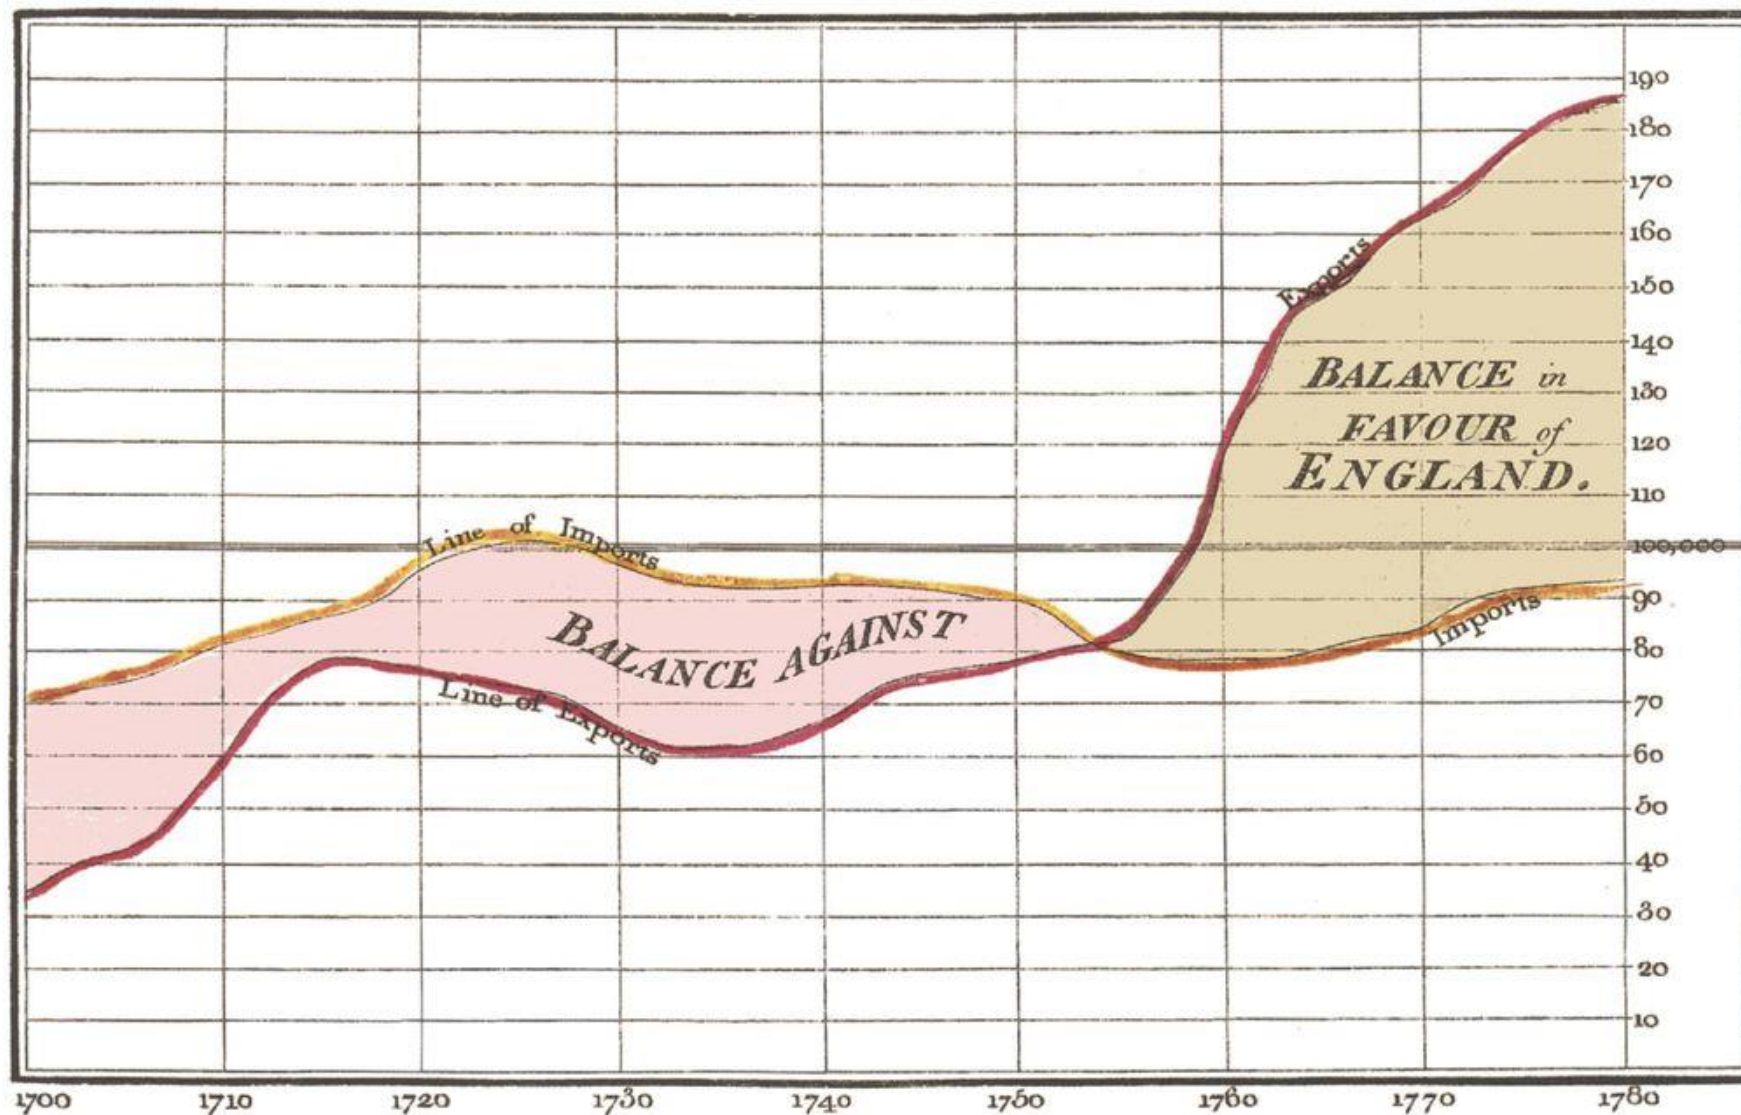 190
180
170
160
150
140
130
120
110
100,000
90
80
70
60
50
40
30
20
10
Exports
BALANCE in
FAVOUR of
ENGLAND.
Line of Imports
BALANCE AGAINST
Imports
Line of Exports
1700 1710 1720 1730 1740 1750 1760 1770 1780